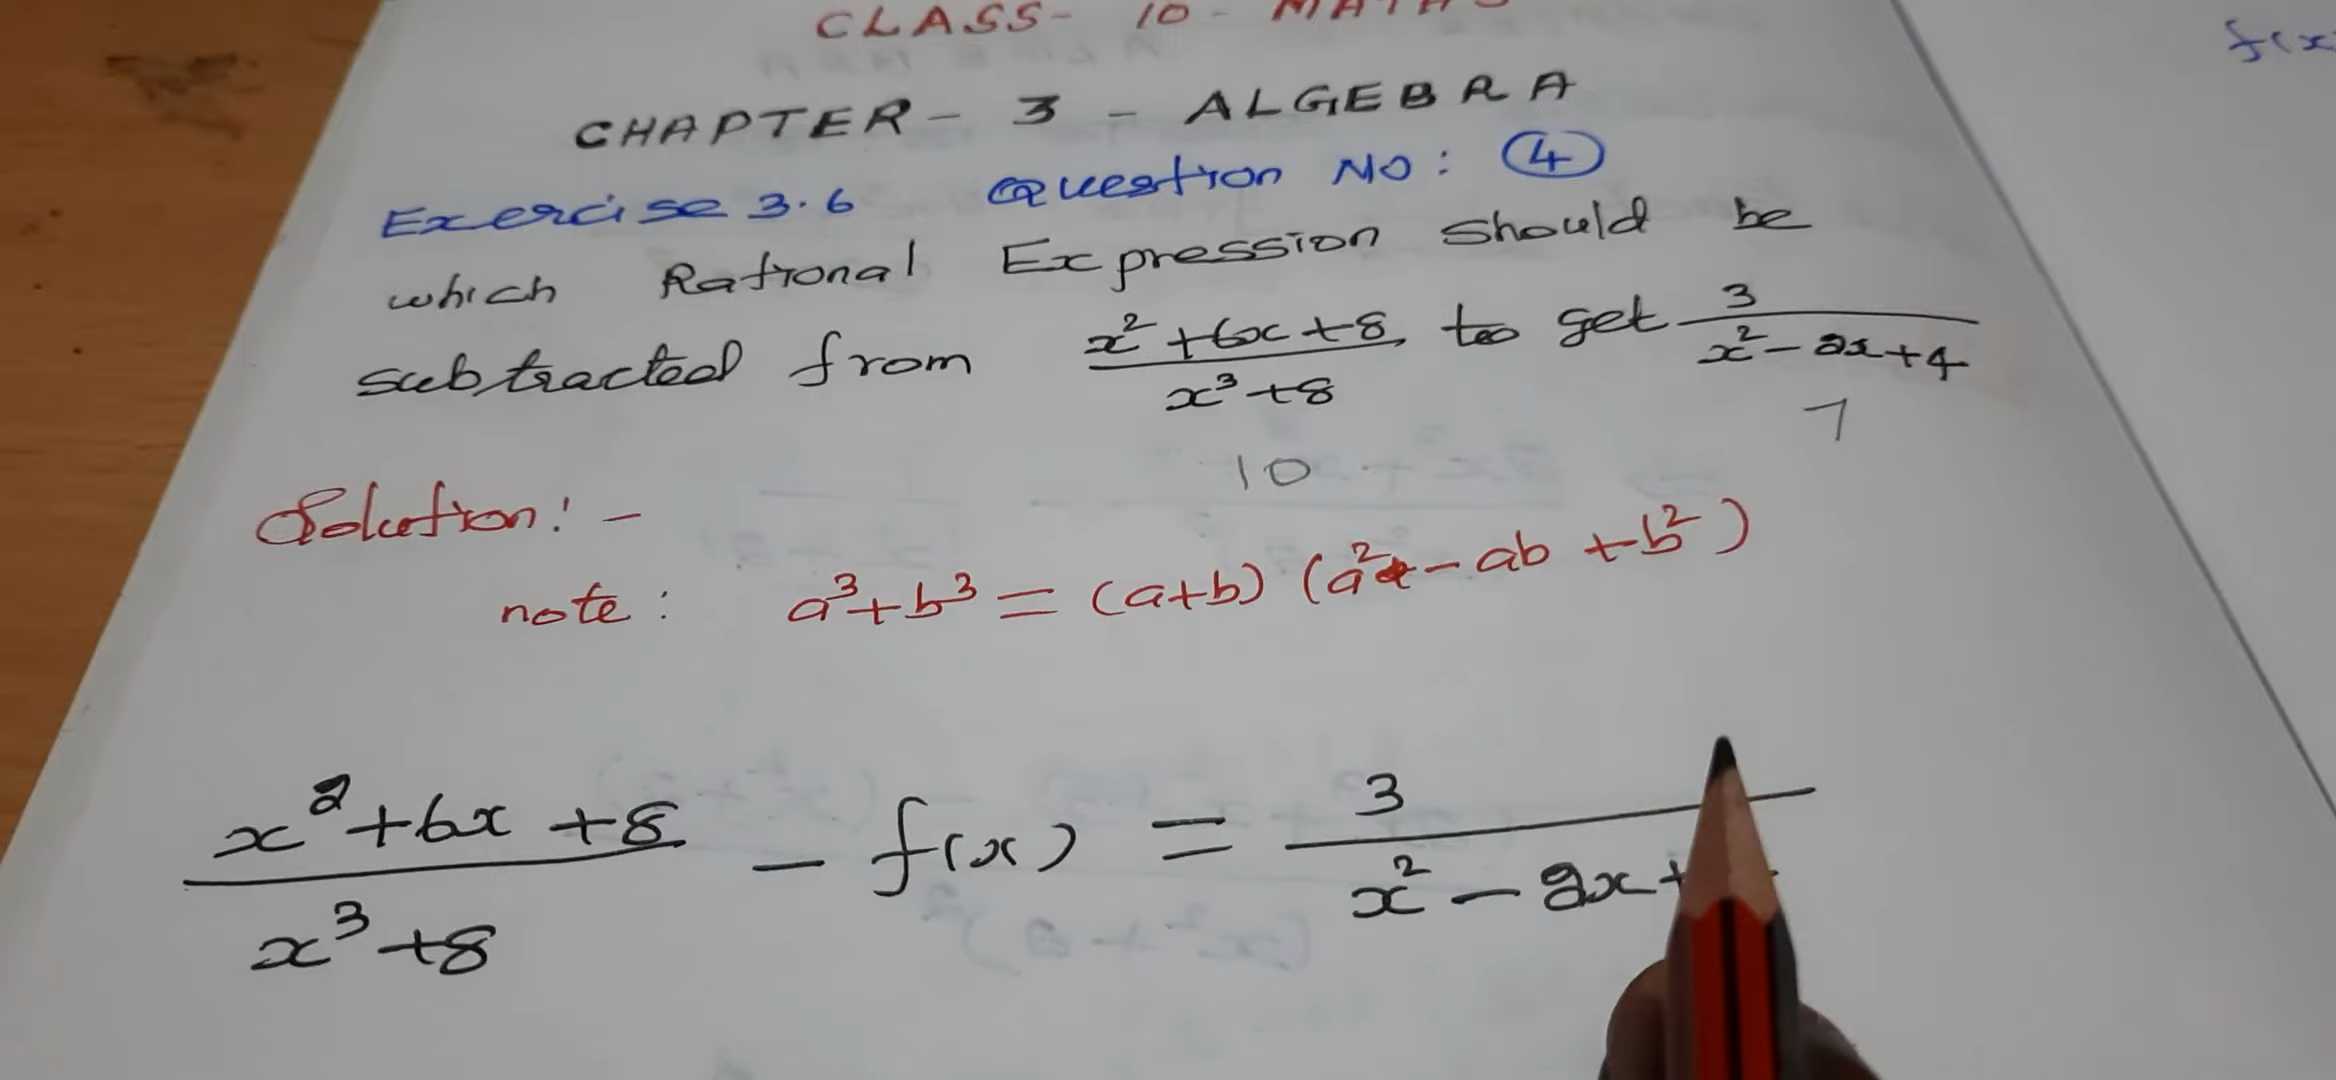 CLASS - 10 - MATHS
CHAPTER - 3 - ALGEBRA
Exercise 3.6 Question No: ④
which Rational Expression should be
subtracted from x²+6x+8 / x³+8 to get 3 / x²-2x+4
10 7
Solution:-
note: a³+b³ = (a+b) (a²-ab+b²)
x²+6x+8 / x³+8 - f(x) = 3 / x²-2x+
f(x